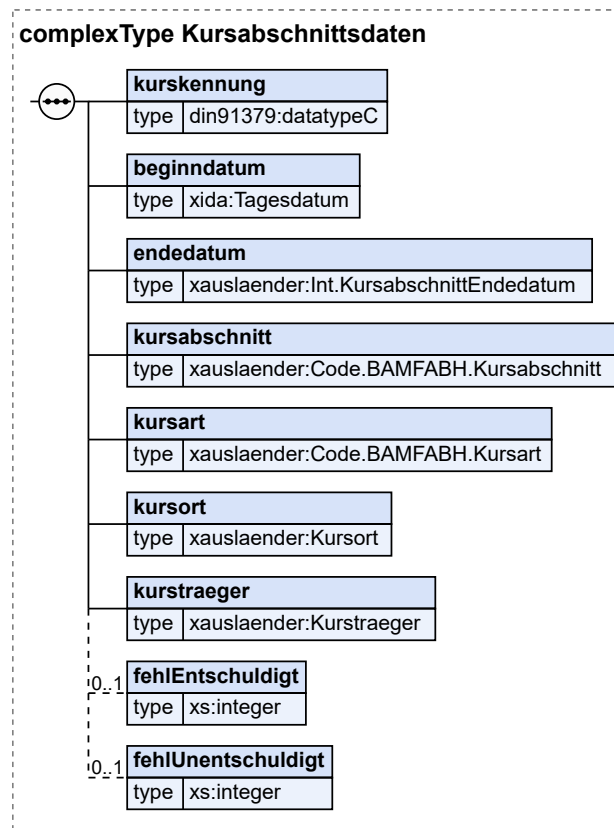 complexType Kursabschnittsdaten
kurskennung
type din91379:datatypeC
beginndatum
type xida:Tagesdatum
endedatum
type xauslaender:Int.KursabschnittEndedatum
kursabschnitt
type xauslaender:Code.BAMFABH.Kursabschnitt
kursart
type xauslaender:Code.BAMFABH.Kursart
kursort
type xauslaender:Kursort
kurstraeger
type xauslaender:Kurstraeger
0..1 fehlEntschuldigt
type xs:integer
0..1 fehlUnentschuldigt
type xs:integer